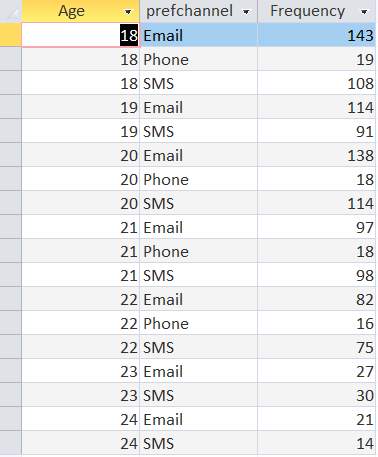 Age prefchannel Frequency
18 Email 143
18 Phone 19
18 SMS 108
19 Email 114
19 SMS 91
20 Email 138
20 Phone 18
20 SMS 114
21 Email 97
21 Phone 18
21 SMS 98
22 Email 82
22 Phone 16
22 SMS 75
23 Email 27
23 SMS 30
24 Email 21
24 SMS 14